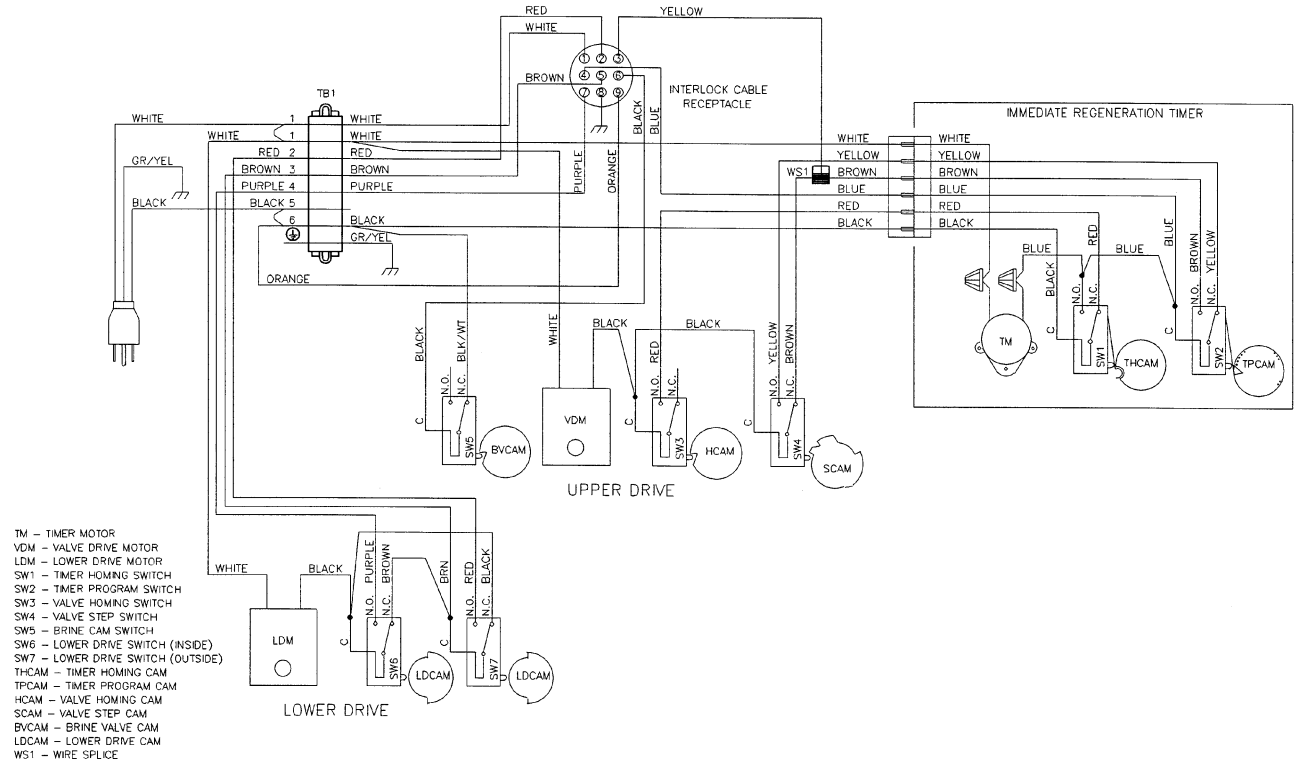 RED
YELLOW
WHITE
1 2 3
4 5 6
BROWN
7 8 9
INTERLOCK CABLE
RECEPTACLE
BLACK
BLUE
TB1
PURPLE
ORANGE
WHITE
1
WHITE
WHITE
1
WHITE
RED 2
RED
GR/YEL
BROWN 3
BROWN
PURPLE 4
PURPLE
BLACK
BLACK 5
6
BLACK
GR/YEL
ORANGE
WS1
WHITE
YELLOW
BROWN
BLUE
RED
BLACK
IMMEDIATE REGENERATION TIMER
WHITE
YELLOW
BROWN
BLUE
RED
BLACK
BLUE
BLACK
RED
BLUE
BLUE
BROWN
YELLOW
N.O.
N.C.
N.O.
N.C.
C
C
TM
SW1
THCAM
SW2
TPCAM
BLACK
BLK/WT
N.O.
N.C.
C
SW5
BVCAM
WHITE
BLACK
VDM
RED
BLACK
N.O.
N.C.
C
SW3
HCAM
YELLOW
BROWN
N.O.
N.C.
C
SW4
SCAM
UPPER DRIVE
WHITE
BLACK
LDM
PURPLE
BROWN
N.O.
N.C.
C
SW6
LDCAM
BRN
RED
BLACK
N.O.
N.C.
C
SW7
LDCAM
LOWER DRIVE
TM – TIMER MOTOR
VDM – VALVE DRIVE MOTOR
LDM – LOWER DRIVE MOTOR
SW1 – TIMER HOMING SWITCH
SW2 – TIMER PROGRAM SWITCH
SW3 – VALVE HOMING SWITCH
SW4 – VALVE STEP SWITCH
SW5 – BRINE CAM SWITCH
SW6 – LOWER DRIVE SWITCH (INSIDE)
SW7 – LOWER DRIVE SWITCH (OUTSIDE)
THCAM – TIMER HOMING CAM
TPCAM – TIMER PROGRAM CAM
HCAM – VALVE HOMING CAM
SCAM – VALVE STEP CAM
BVCAM – BRINE VALVE CAM
LDCAM – LOWER DRIVE CAM
WS1 – WIRE SPLICE